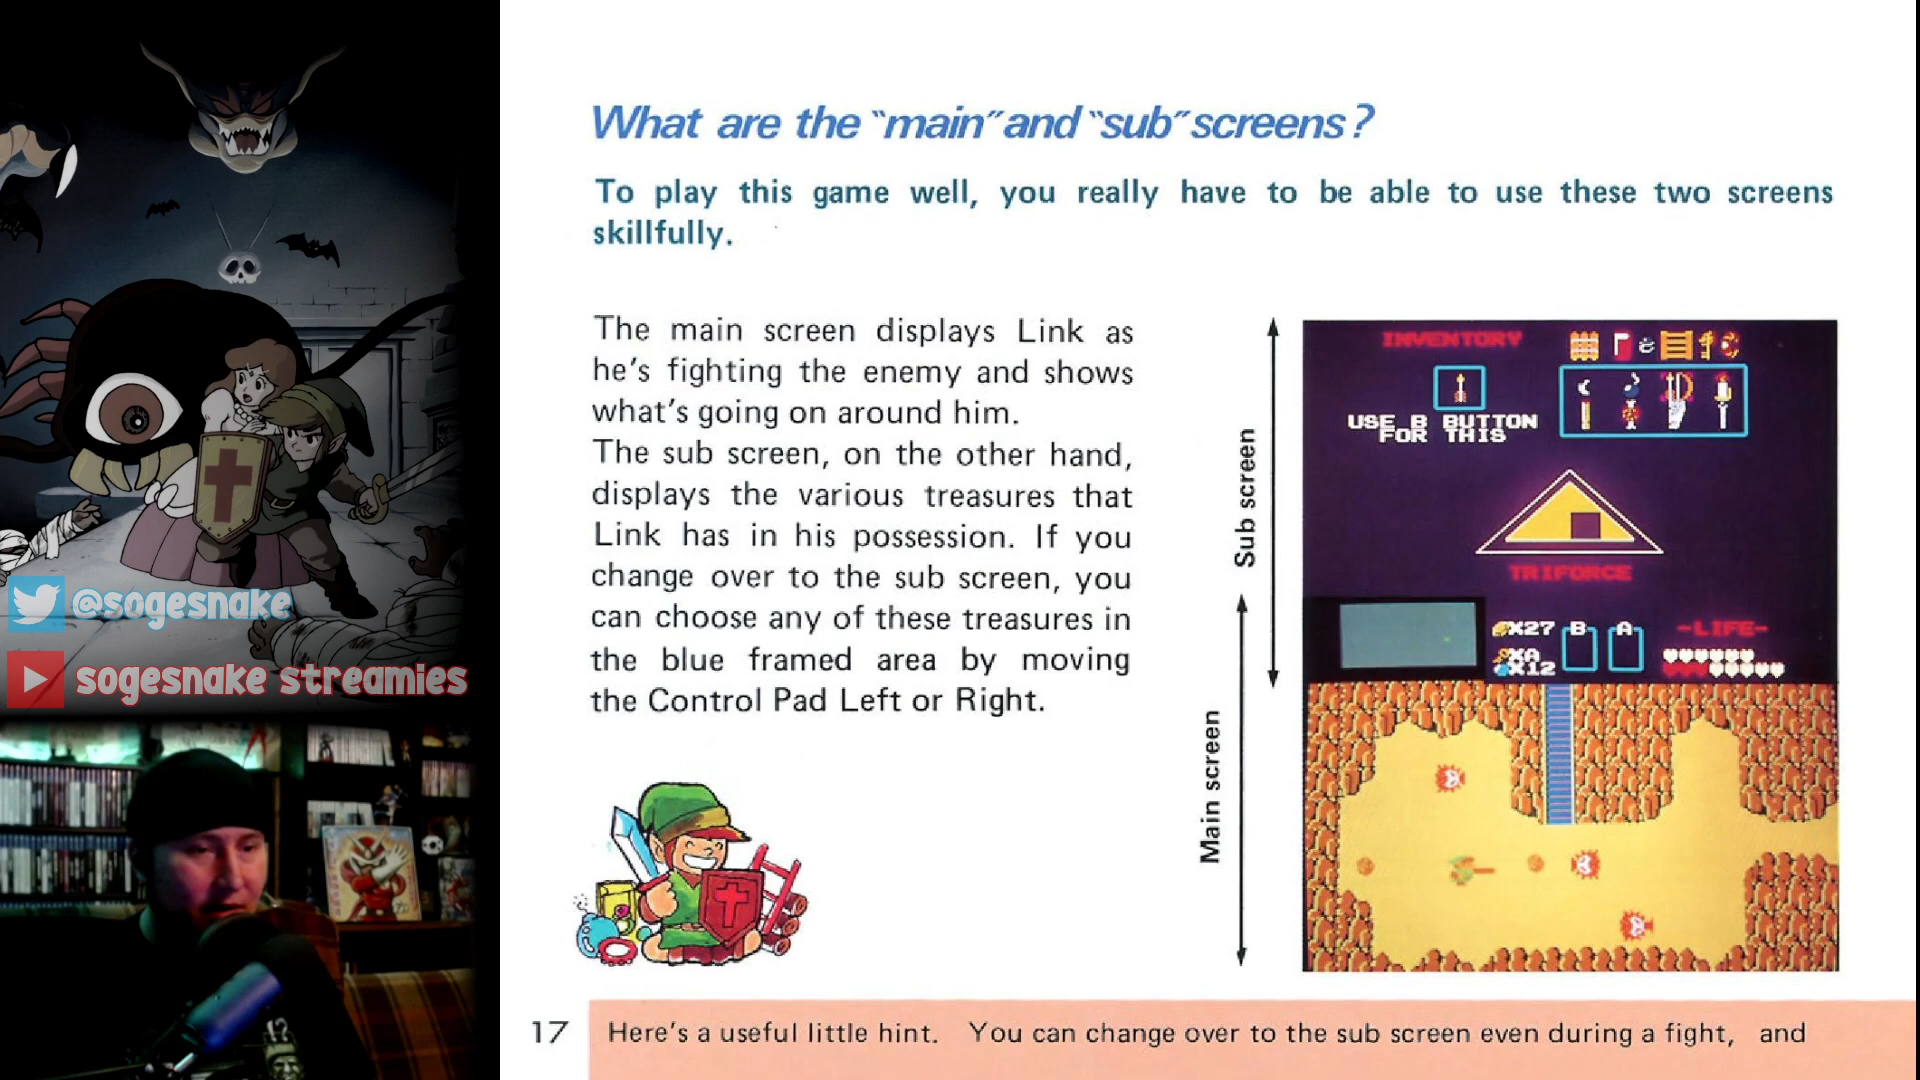 What are the "main" and "sub" screens?
To play this game well, you really have to be able to use these two screens
skillfully.
The main screen displays Link as
he's fighting the enemy and shows
what's going on around him.
The sub screen, on the other hand,
displays the various treasures that
Link has in his possession. If you
change over to the sub screen, you
can choose any of these treasures in
the blue framed area by moving
the Control Pad Left or Right.
Sub screen
Main screen
INVENTORY
USE B BUTTON
FOR THIS
TRIFORCE
X27 B A -LIFE-
XA
X12
@sogesnake
sogesnake streamies
17 Here's a useful little hint. You can change over to the sub screen even during a fight, and